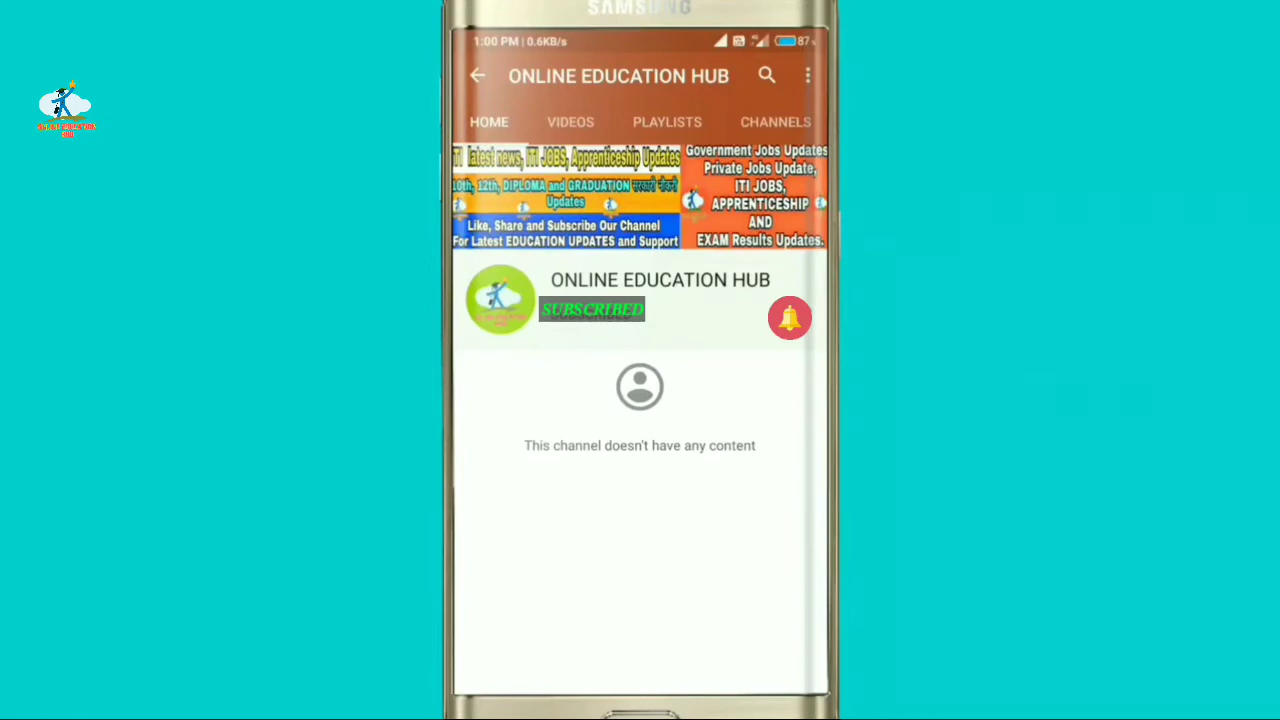 SAMSUNG
1:00 PM | 0.6KB/s
87
ONLINE EDUCATION HUB
HOME VIDEOS PLAYLISTS CHANNELS
ITI latest news, ITI JOBS, Apprenticeship Updates
10th, 12th, DIPLOMA and GRADUATION सरकारी नौकरी
Updates
Like, Share and Subscribe Our Channel
For Latest EDUCATION UPDATES and Support
Government Jobs Updates
Private Jobs Update,
ITI JOBS,
APPRENTICESHIP
AND
EXAM Results Updates.
ONLINE EDUCATION HUB
SUBSCRIBED
This channel doesn't have any content